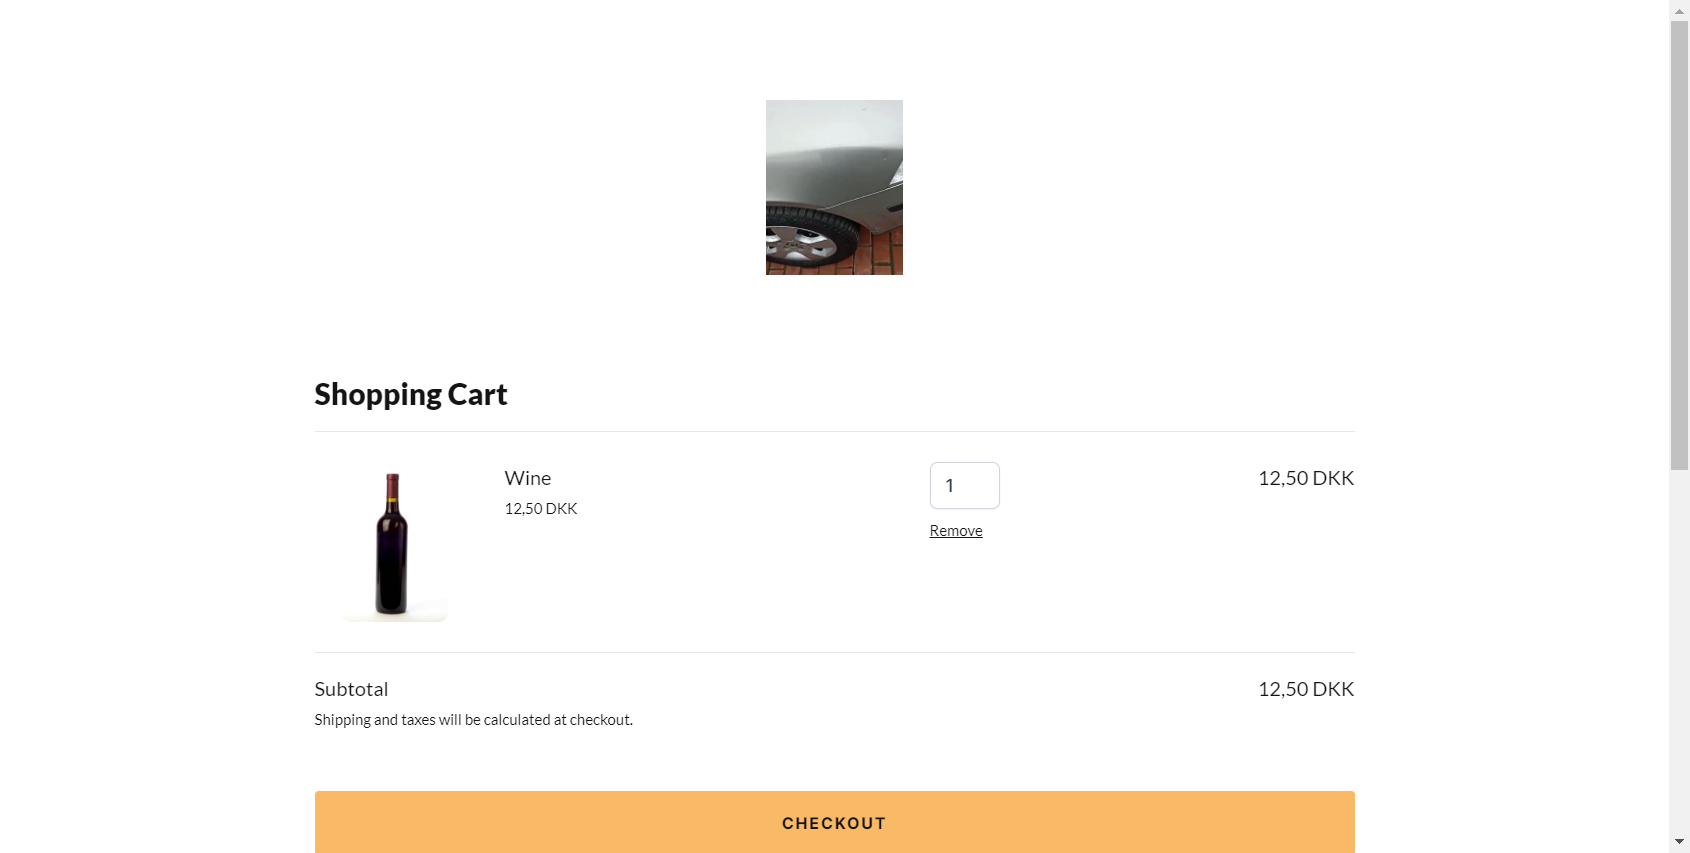 Shopping Cart
Wine
12,50 DKK
1
Remove
12,50 DKK
Subtotal
12,50 DKK
Shipping and taxes will be calculated at checkout.
CHECKOUT